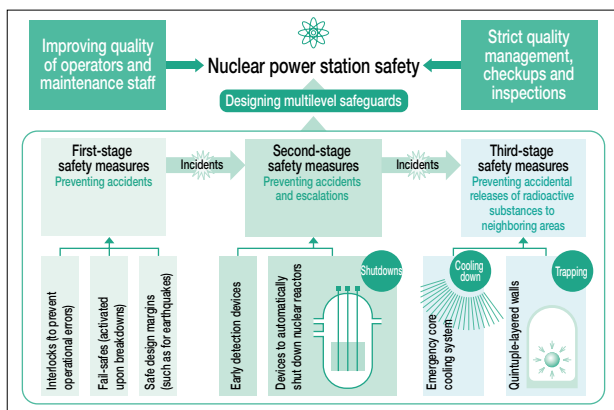 Improving quality
of operators and
maintenance staff
Nuclear power station safety
Strict quality
management,
checkups and
inspections
Designing multilevel safeguards
First-stage
safety measures
Preventing accidents
Incidents
Second-stage
safety measures
Preventing accidents
and escalations
Incidents
Third-stage
safety measures
Preventing accidental
releases of radioactive
substances to
neighboring areas
Interlocks (to prevent
operational errors)
Fail-safes (activated
upon breakdowns)
Safe design margins
(such as for earthquakes)
Early detection devices
Devices to automatically
shut down nuclear reactors
Shutdowns
Emergency core
cooling system
Cooling
down
Quintuple-layered walls
Trapping